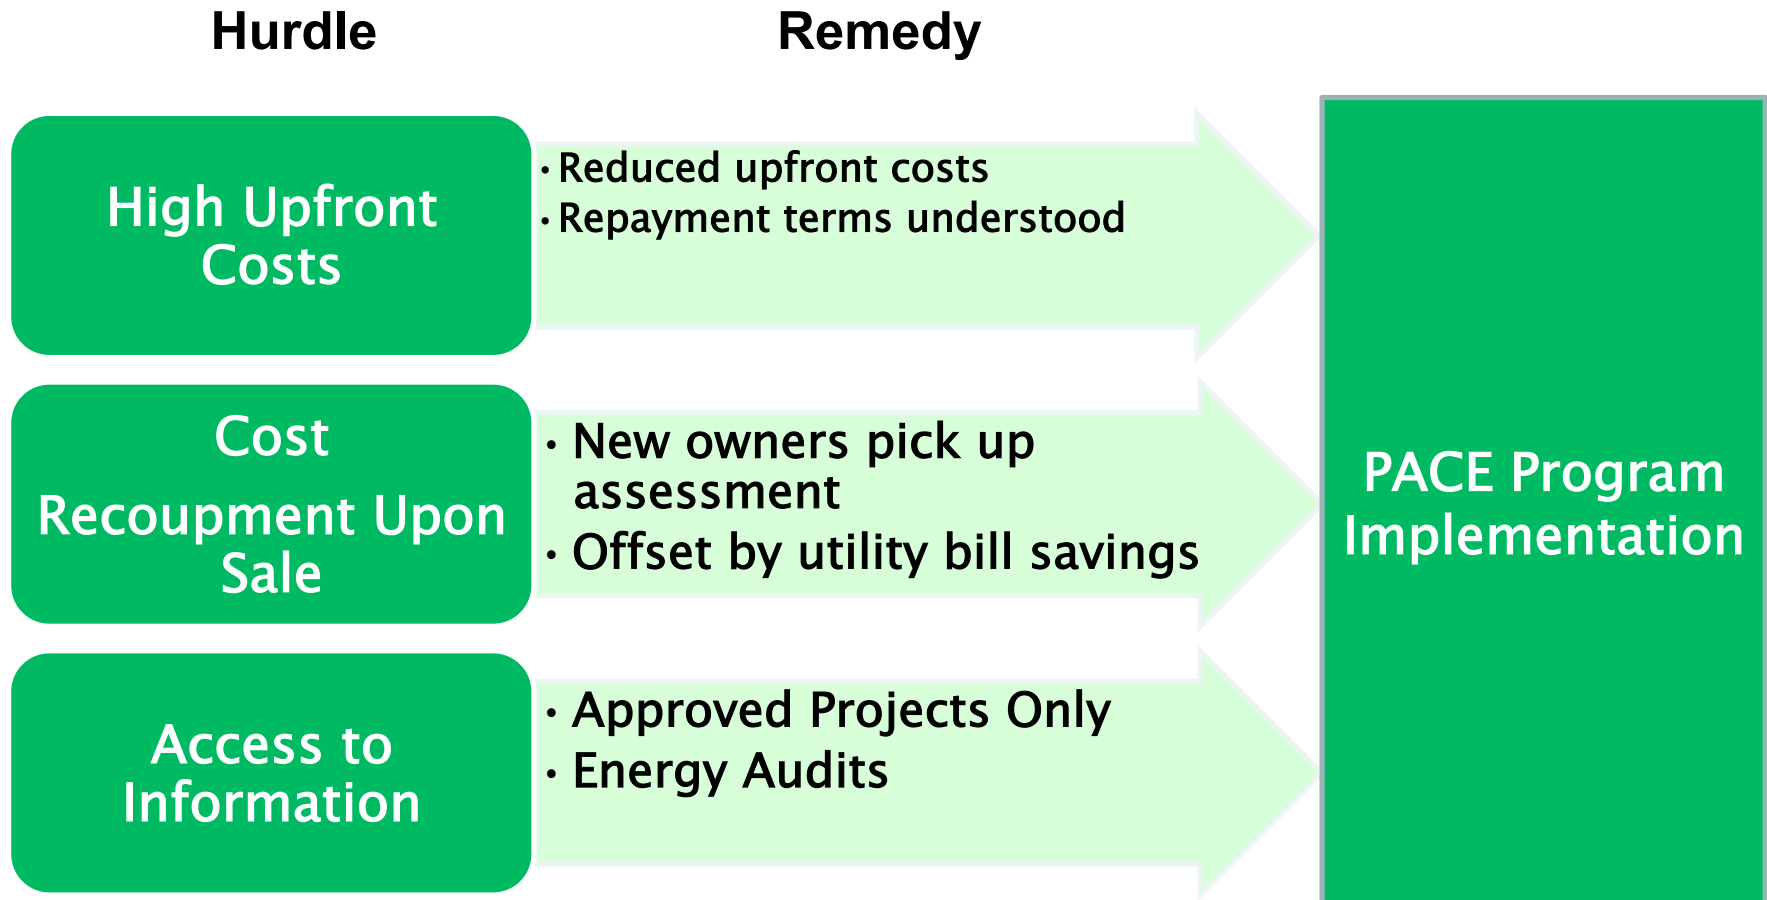 Hurdle
Remedy
High Upfront
Costs
• Reduced upfront costs
• Repayment terms understood
Cost
Recoupment Upon
Sale
• New owners pick up
assessment
• Offset by utility bill savings
Access to
Information
• Approved Projects Only
• Energy Audits
PACE Program
Implementation